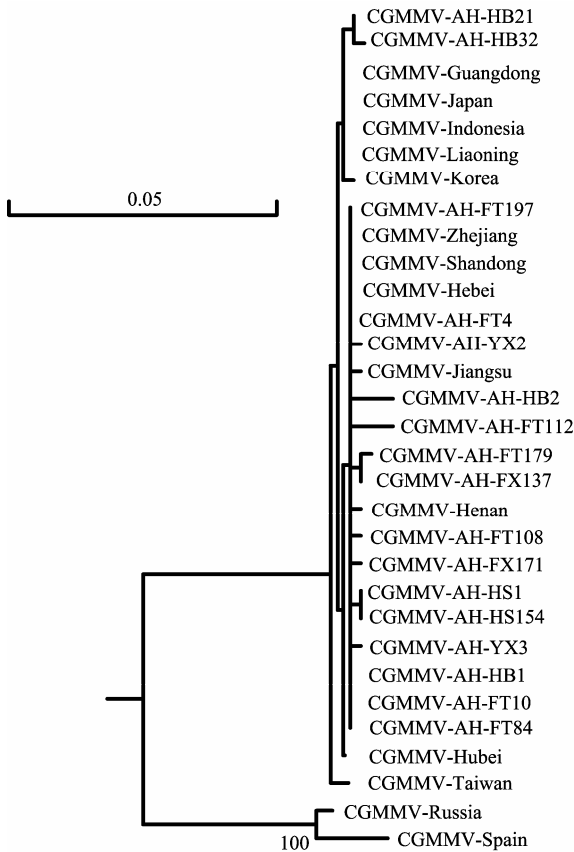 CGMMV-AH-HB21
CGMMV-AH-HB32
CGMMV-Guangdong
CGMMV-Japan
CGMMV-Indonesia
CGMMV-Liaoning
CGMMV-Korea
0.05
CGMMV-AH-FT197
CGMMV-Zhejiang
CGMMV-Shandong
CGMMV-Hebei
CGMMV-AH-FT4
CGMMV-AII-YX2
CGMMV-Jiangsu
CGMMV-AH-HB2
CGMMV-AH-FT112
CGMMV-AH-FT179
CGMMV-AH-FX137
CGMMV-Henan
CGMMV-AH-FT108
CGMMV-AH-FX171
CGMMV-AH-HS1
CGMMV-AH-HS154
CGMMV-AH-YX3
CGMMV-AH-HB1
CGMMV-AH-FT10
CGMMV-AH-FT84
CGMMV-Hubei
CGMMV-Taiwan
CGMMV-Russia
100
CGMMV-Spain